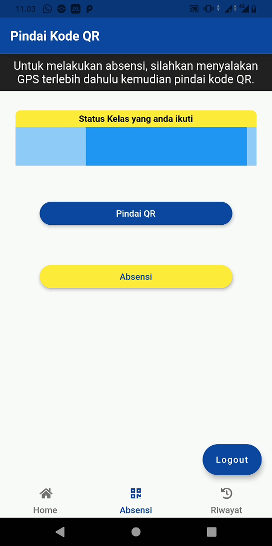 11.03
Pindai Kode QR
Untuk melakukan absensi, silahkan menyalakan
GPS terlebih dahulu kemudian pindai kode QR.
Status Kelas yang anda ikuti
Pindai QR
Absensi
Logout
Home
Absensi
Riwayat